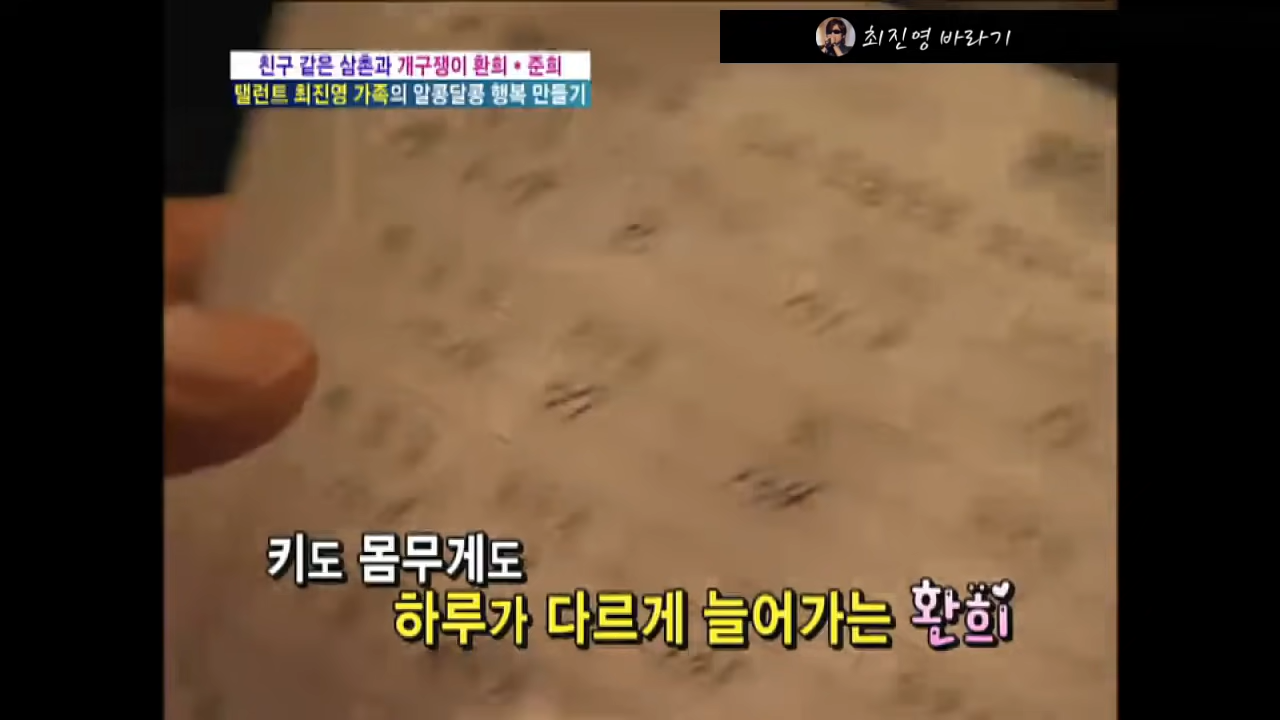 최진영 바라기
친구 같은 삼촌과 개구쟁이 환희 • 준희
탤런트 최진영 가족의 알콩달콩 행복 만들기
키도 몸무게도
하루가 다르게 늘어가는 환희